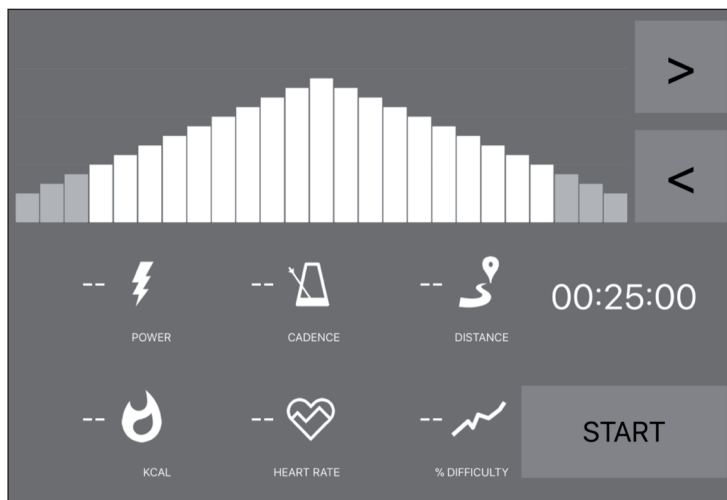 >
<
-- -- -- 00:25:00
POWER CADENCE DISTANCE
-- -- -- START
KCAL HEART RATE % DIFFICULTY